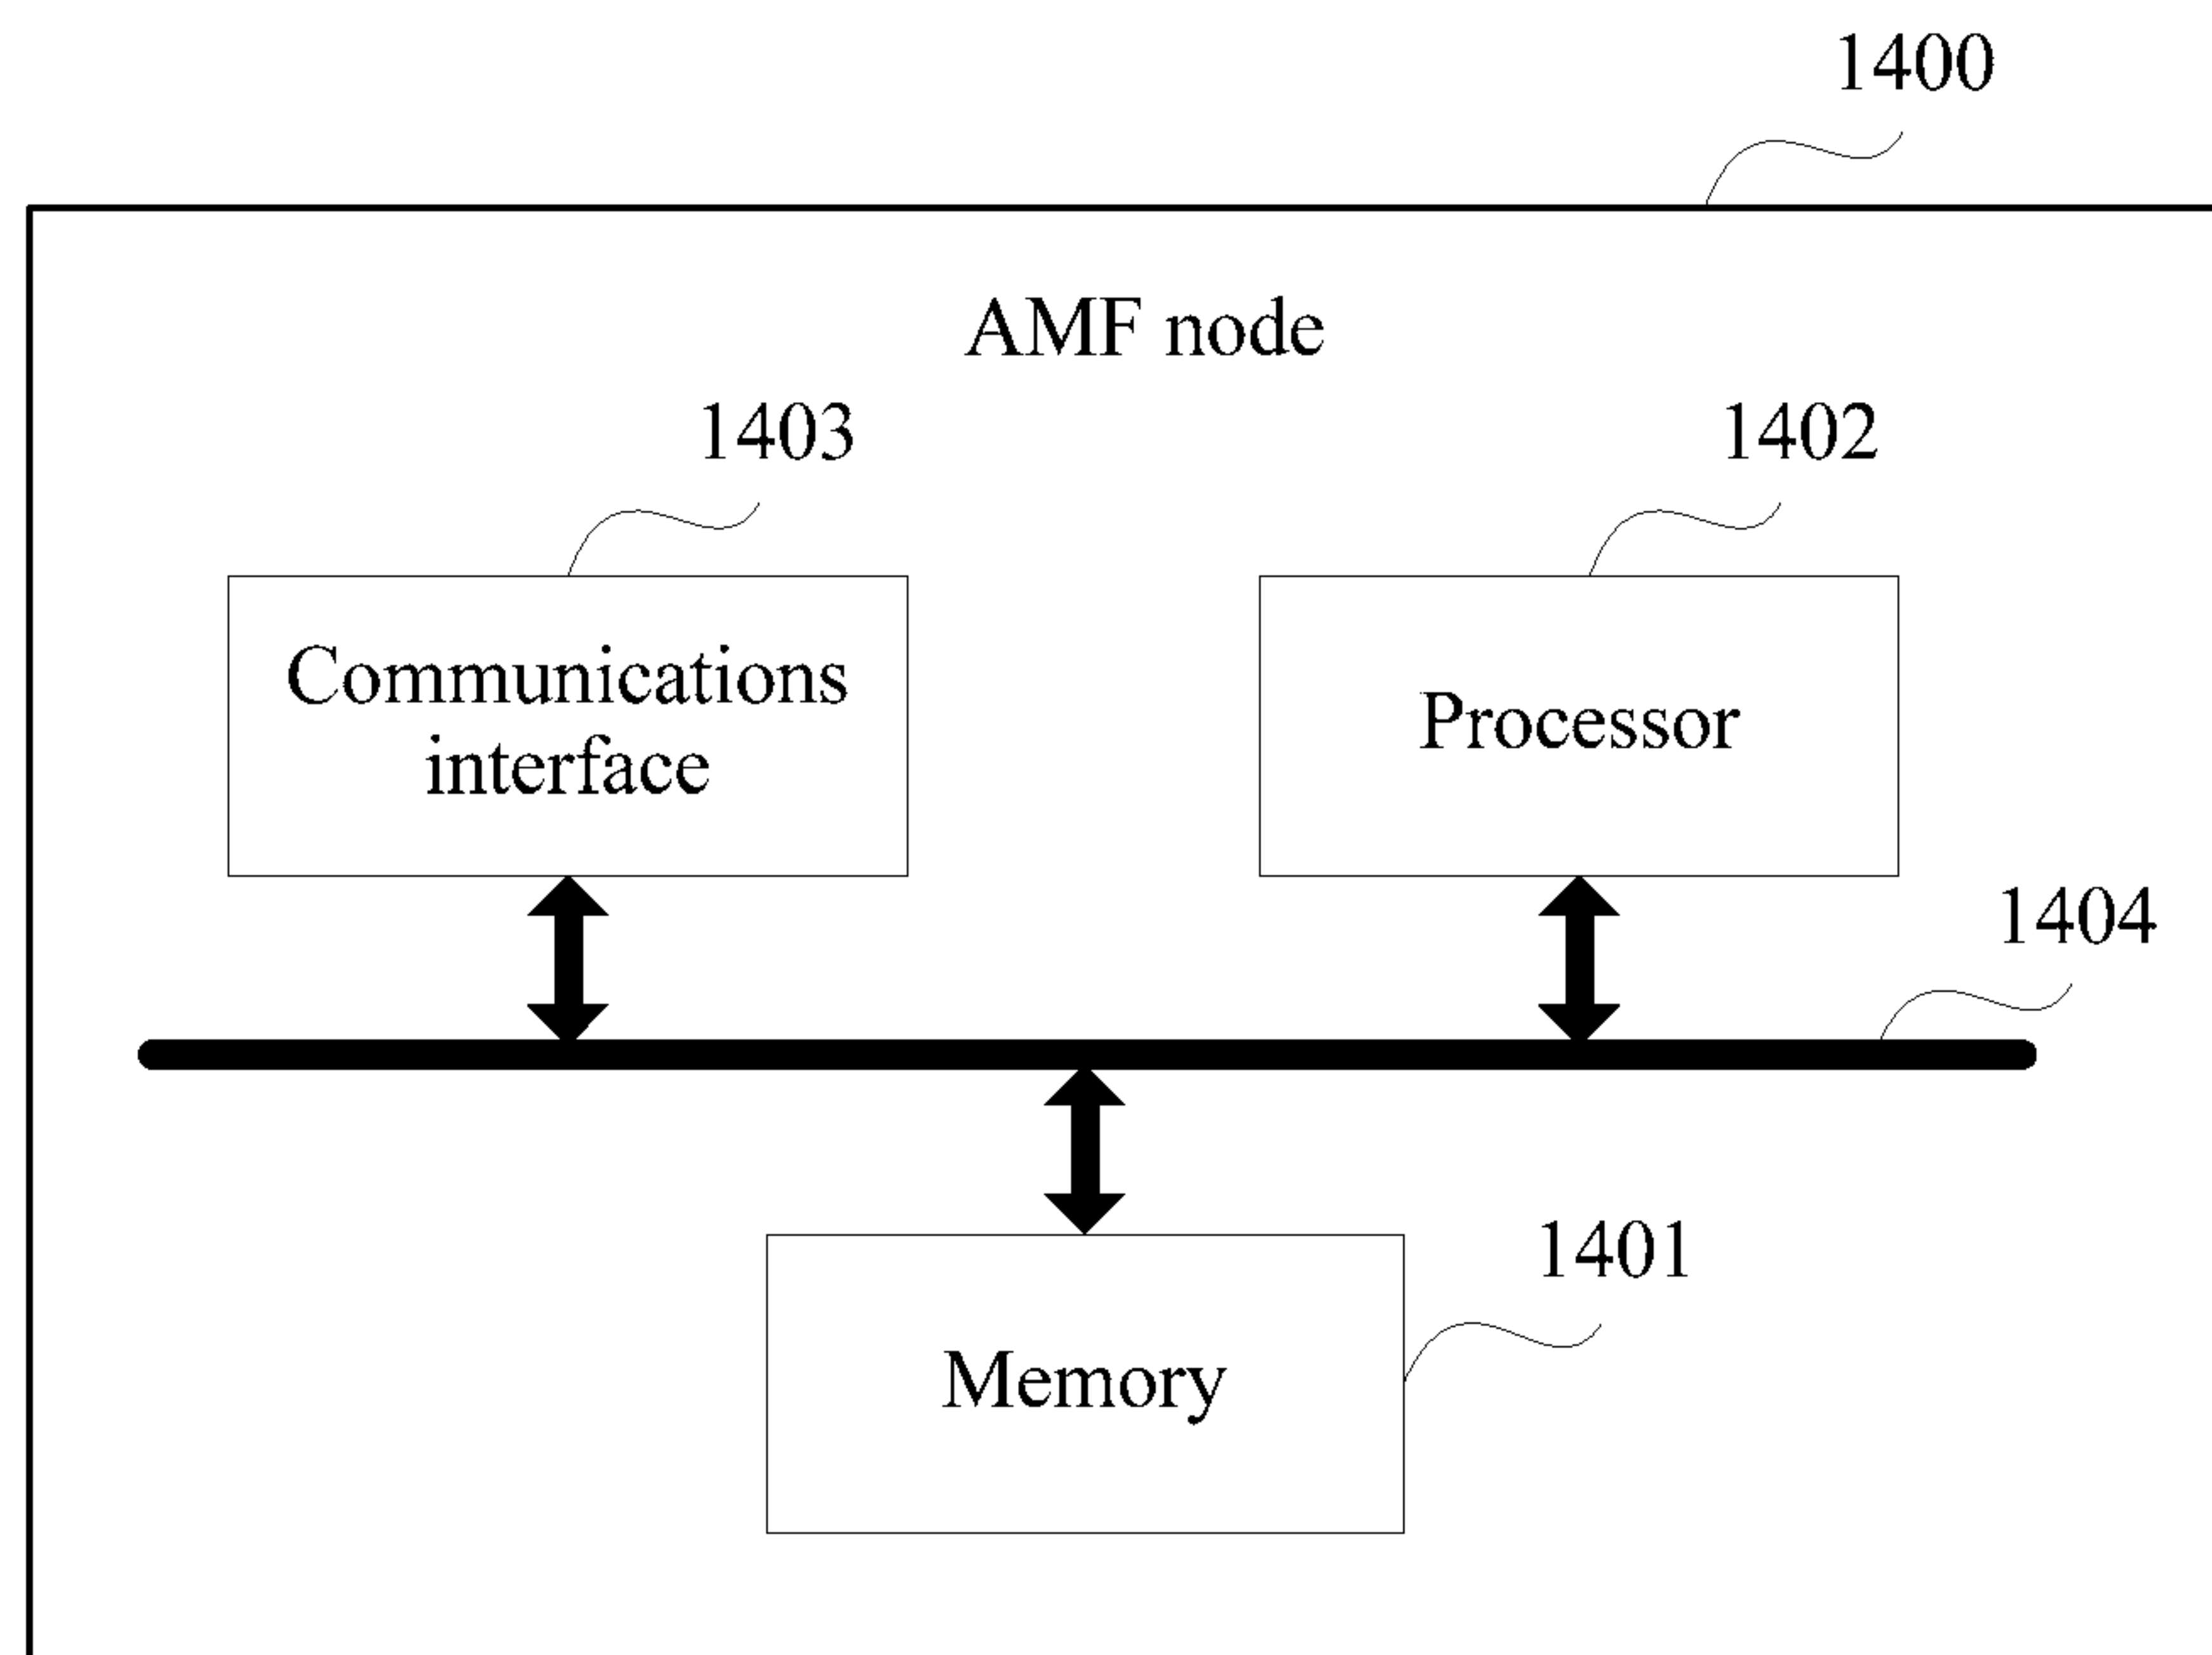 1400
AMF node
1403
1402
Communications
interface
Processor
1404
1401
Memory